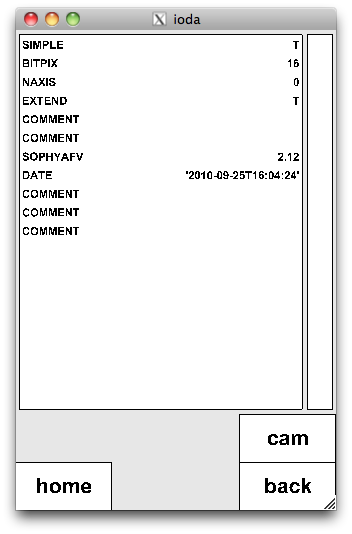 ioda
SIMPLE T
BITPIX 16
NAXIS 0
EXTEND T
COMMENT
COMMENT
SOPHYAFV 2.12
DATE '2010-09-25T16:04:24'
COMMENT
COMMENT
COMMENT
cam
home back